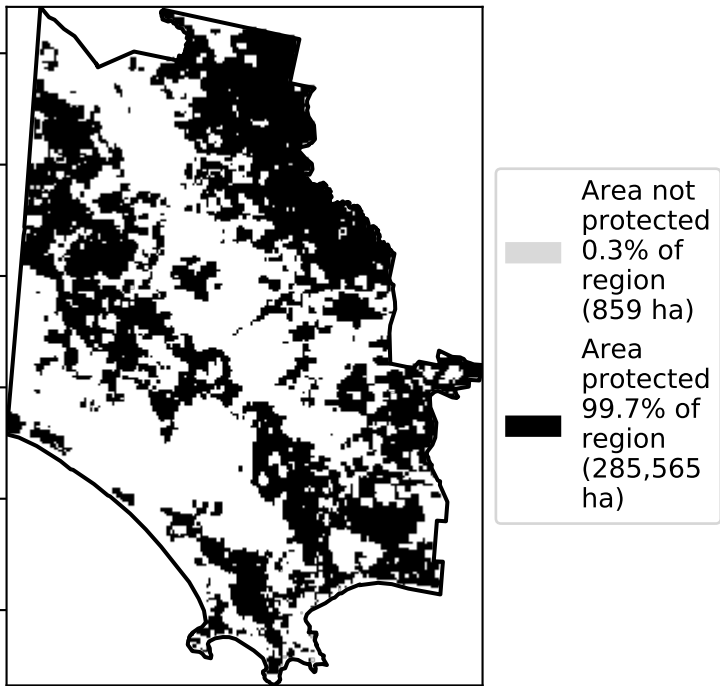 Area not
protected
0.3% of
region
(859 ha)
Area
protected
99.7% of
region
(285,565
ha)